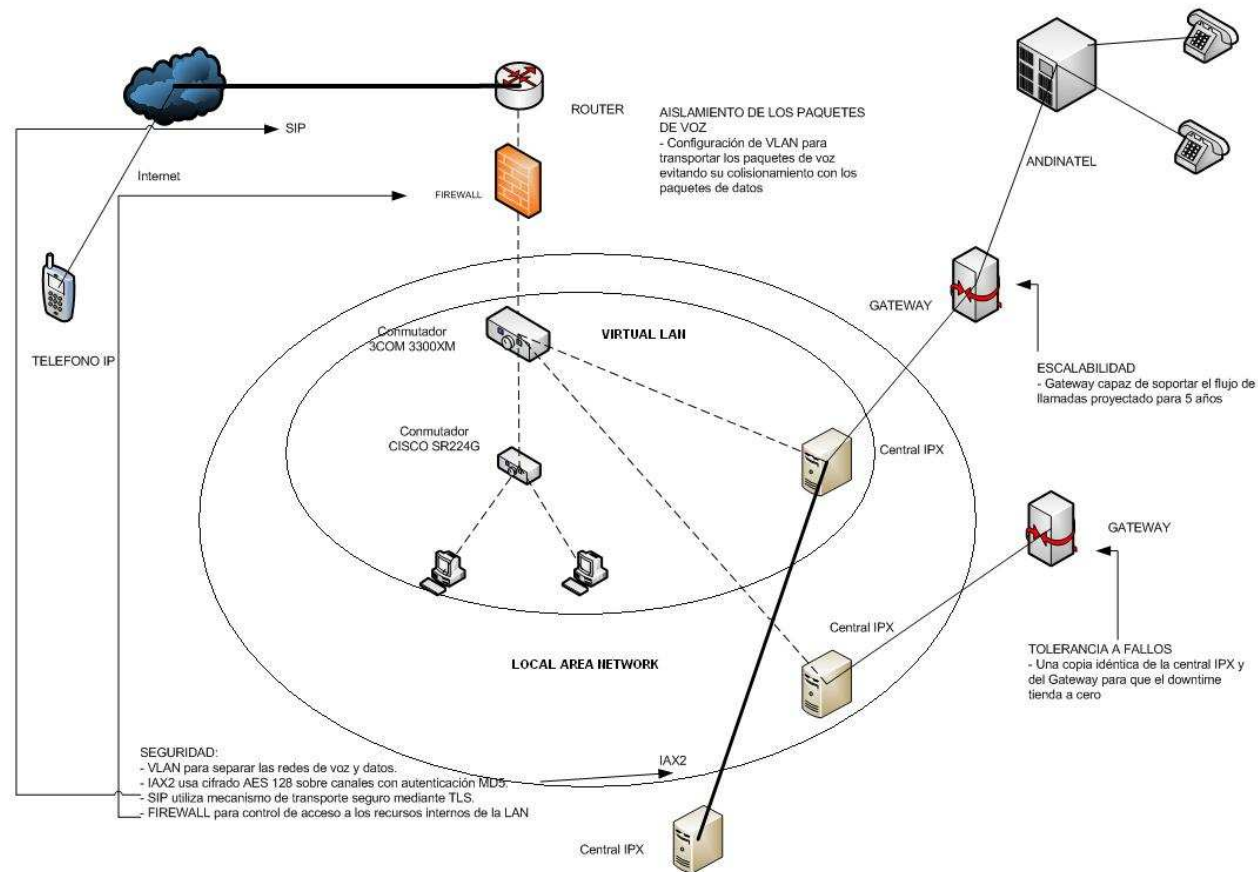 ROUTER
AISLAMIENTO DE LOS PAQUETES
DE VOZ
- Configuración de VLAN para
transportar los paquetes de voz
evitando su colisionamiento con los
paquetes de datos
SIP
ANDINATEL
Internet
FIREWALL
GATEWAY
Conmutador
3COM 3300XM
VIRTUAL LAN
TELEFONO IP
ESCALABILIDAD
- Gateway capaz de soportar el flujo de
llamadas proyectado para 5 años
Conmutador
CISCO SR224G
Central IPX
GATEWAY
Central IPX
LOCAL AREA NETWORK
TOLERANCIA A FALLOS
- Una copia idéntica de la central IPX y
del Gateway para que el downtime
tienda a cero
SEGURIDAD:
- VLAN para separar las redes de voz y datos.
- IAX2 usa cifrado AES 128 sobre canales con autenticación MD5.
- SIP utiliza mecanismo de transporte seguro mediante TLS.
- FIREWALL para control de acceso a los recursos internos de la LAN
IAX2
Central IPX